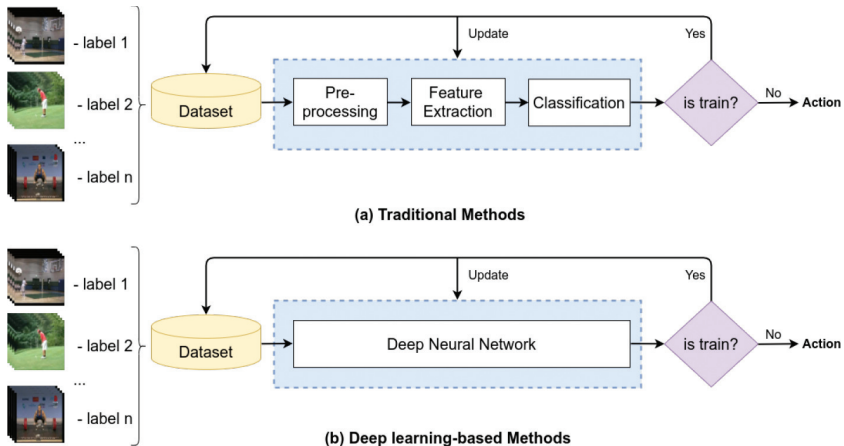 - label 1
- label 2
...
- label n
Dataset
Update
Yes
Pre-
processing
Feature
Extraction
Classification
is train?
No
Action
(a) Traditional Methods
- label 1
- label 2
...
- label n
Dataset
Update
Yes
Deep Neural Network
is train?
No
Action
(b) Deep learning-based Methods